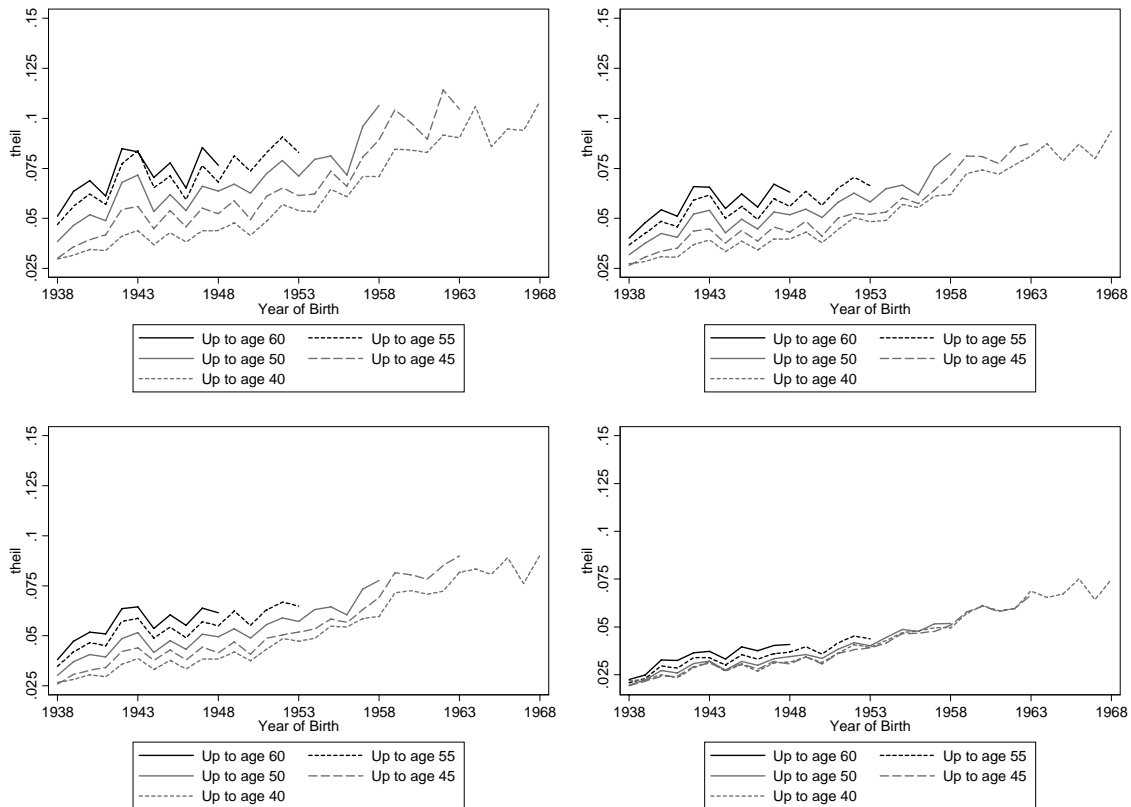 .15
.125
.1
.075
.05
.025
theil
1938 1943 1948 1953 1958 1963 1968
Year of Birth
Up to age 60 Up to age 55
Up to age 50 Up to age 45
Up to age 40
.15
.125
.1
.075
.05
.025
theil
1938 1943 1948 1953 1958 1963 1968
Year of Birth
Up to age 60 Up to age 55
Up to age 50 Up to age 45
Up to age 40
.15
.125
.1
.075
.05
.025
theil
1938 1943 1948 1953 1958 1963 1968
Year of Birth
Up to age 60 Up to age 55
Up to age 50 Up to age 45
Up to age 40
.15
.125
.1
.075
.05
.025
theil
1938 1943 1948 1953 1958 1963 1968
Year of Birth
Up to age 60 Up to age 55
Up to age 50 Up to age 45
Up to age 40